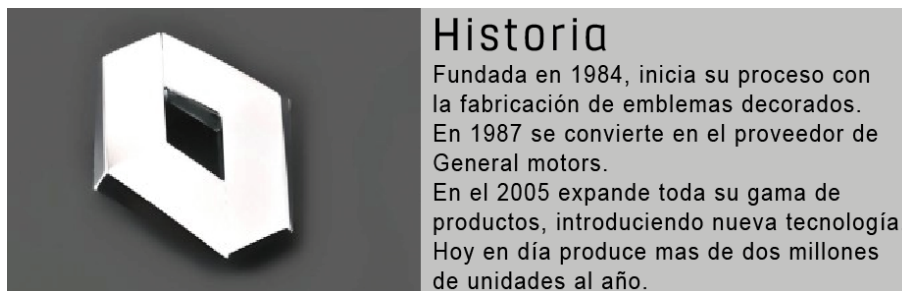 Historia
Fundada en 1984, inicia su proceso con
la fabricación de emblemas decorados.
En 1987 se convierte en el proveedor de
General motors.
En el 2005 expande toda su gama de
productos, introduciendo nueva tecnología
Hoy en día produce mas de dos millones
de unidades al año.